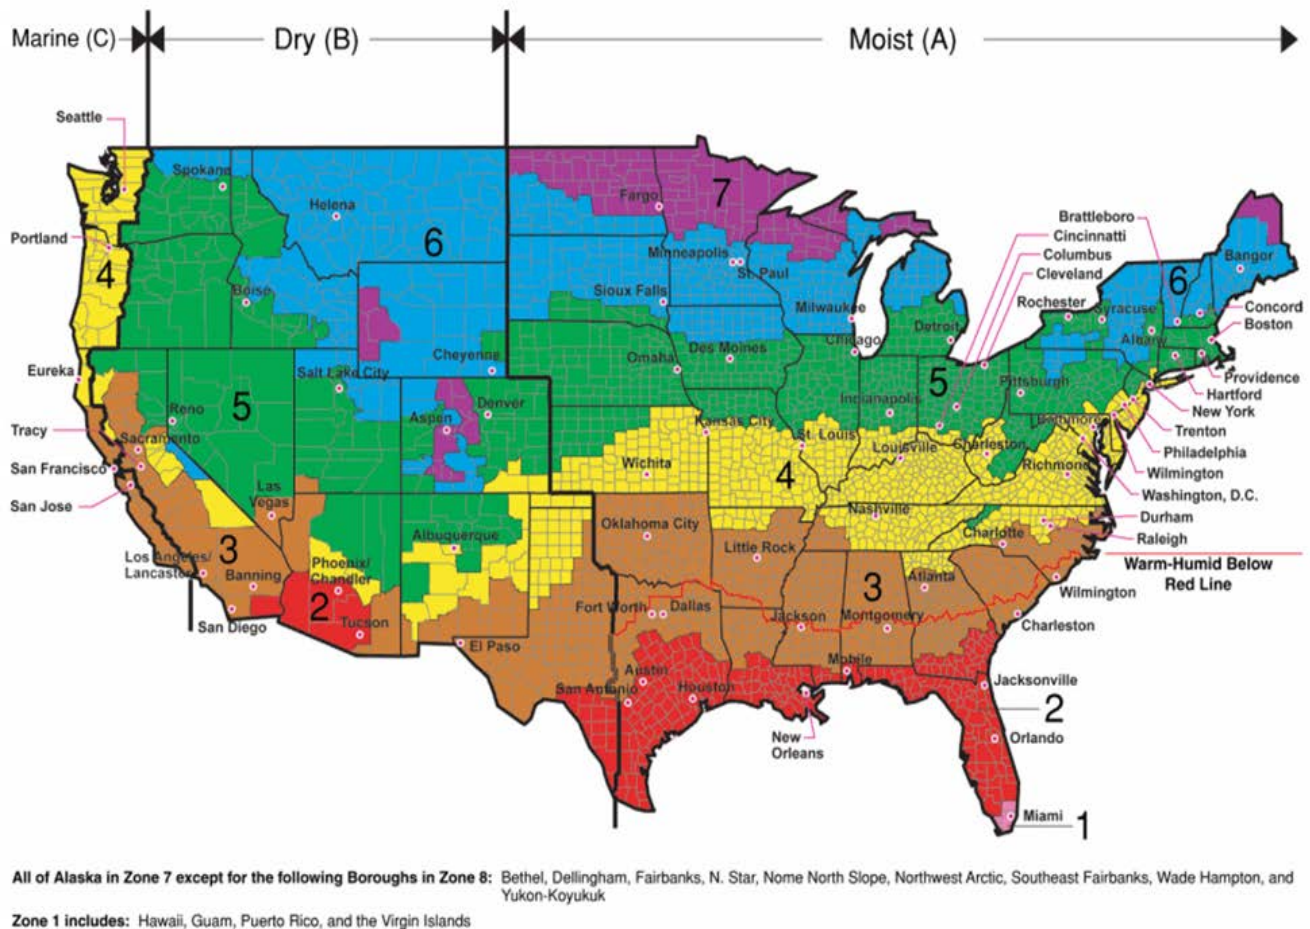 Marine (C)
Dry (B)
Moist (A)
Seattle
Spokane
Helena
6
Fargo
7
Brattleboro
Cincinnatti
Columbus
Cleveland
Portland
4
Minneapolis
St. Paul
Bangor
6
Boise
Sioux Falls
Milwaukee
Rochester
Syracuse
Concord
Boston
Cheyenne
Detroit
Albany
Eureka
Salt Lake City
Omaha
Des Moines
Chicago
Pittsburgh
Providence
Hartford
New York
Reno
5
Aspen
Denver
Indianapolis
5
Baltimore
Trenton
Tracy
Sacramento
Kansas City
St. Louis
Louisville
Charleston
Philadelphia
San Francisco
Wichita
4
Richmond
Wilmington
San Jose
Las
Vegas
Washington, D.C.
Oklahoma City
Nashville
Durham
Albuquerque
Charlotte
Raleigh
Los Angeles/
Lancaster
3
Phoenix/
Chandler
Little Rock
Warm-Humid Below
Red Line
Banning
2
Atlanta
3
Wilmington
San Diego
Tucson
Fort Worth
Dallas
Jackson
Montgomery
Charleston
El Paso
Austin
Mobile
San Antonio
Houston
Jacksonville
2
New
Orleans
Orlando
Miami
1
All of Alaska in Zone 7 except for the following Boroughs in Zone 8: Bethel, Dellingham, Fairbanks, N. Star, Nome North Slope, Northwest Arctic, Southeast Fairbanks, Wade Hampton, and
Yukon-Koyukuk
Zone 1 includes: Hawaii, Guam, Puerto Rico, and the Virgin Islands